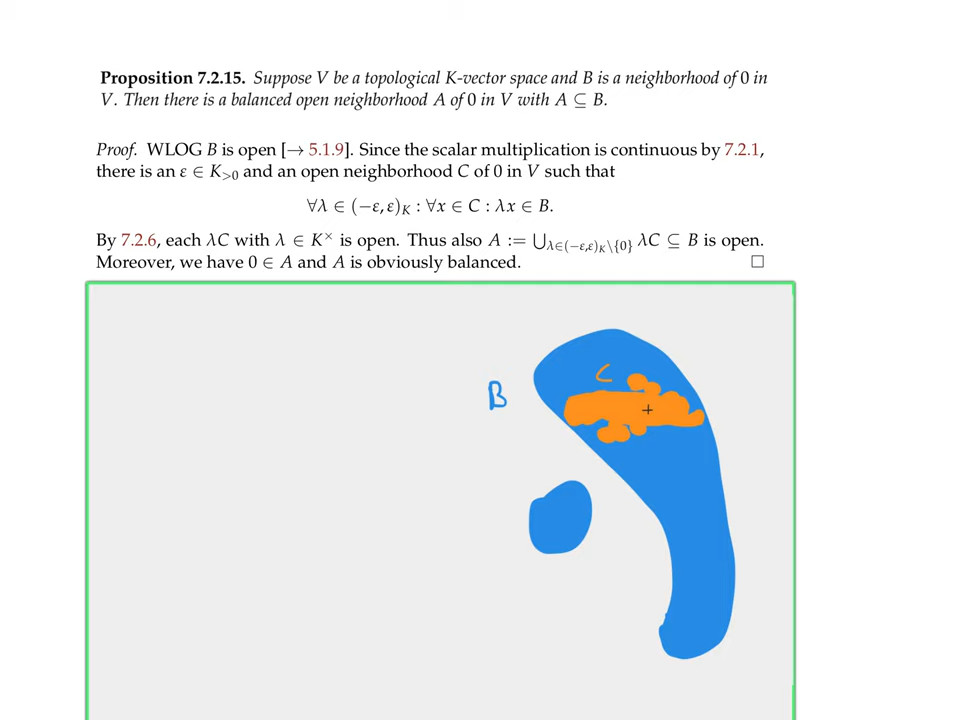 Proposition 7.2.15. Suppose V be a topological K-vector space and B is a neighborhood of 0 in
V. Then there is a balanced open neighborhood A of 0 in V with A ⊆ B.
Proof. WLOG B is open [→ 5.1.9]. Since the scalar multiplication is continuous by 7.2.1,
there is an ε ∈ K>0 and an open neighborhood C of 0 in V such that
∀λ ∈ (−ε, ε)K : ∀x ∈ C : λx ∈ B.
By 7.2.6, each λC with λ ∈ K× is open. Thus also A := ⋃λ∈(−ε,ε)K\{0} λC ⊆ B is open.
Moreover, we have 0 ∈ A and A is obviously balanced. □
C
B